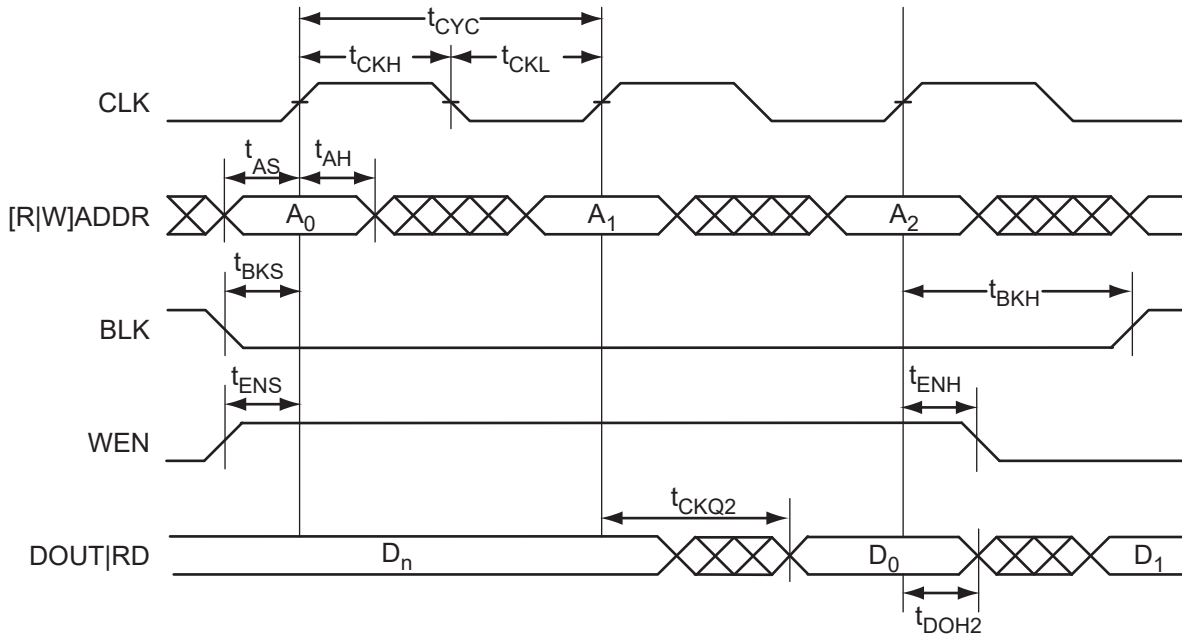 tCYC
tCKH tCKL
CLK
tAS tAH
[R|W]ADDR A0 A1 A2
tBKS tBKH
BLK
tENS tENH
WEN
tCKQ2
DOUT|RD Dn D0 D1
tDOH2